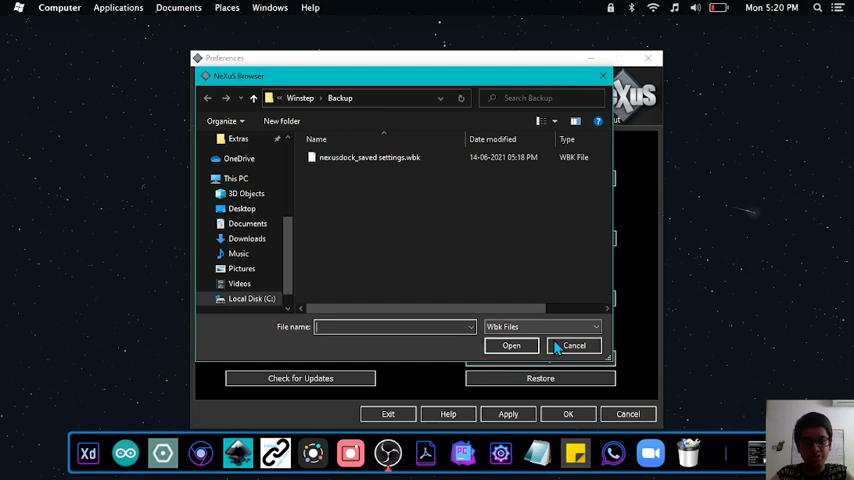 Computer Applications Documents Places Windows Help Mon 5:20 PM
Preferences
NeXuS Browser
« Winstep › Backup
Search Backup
Organize
New folder
Extras
OneDrive
This PC
3D Objects
Desktop
Documents
Downloads
Music
Pictures
Videos
Local Disk (C:)
Name Date modified Type
nexusdock_saved settings.wbk 14-06-2021 05:18 PM WBK File
File name:
Wbk Files
Open Cancel
Check for Updates Restore
Exit Help Apply OK Cancel
Xd
PC